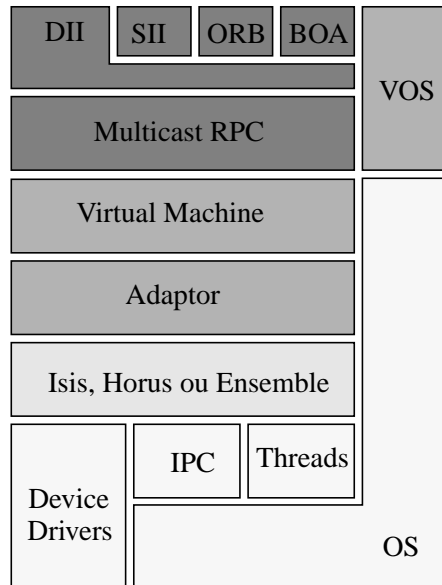 DII
SII
ORB
BOA
VOS
Multicast RPC
Virtual Machine
Adaptor
Isis, Horus ou Ensemble
IPC
Threads
Device
Drivers
OS